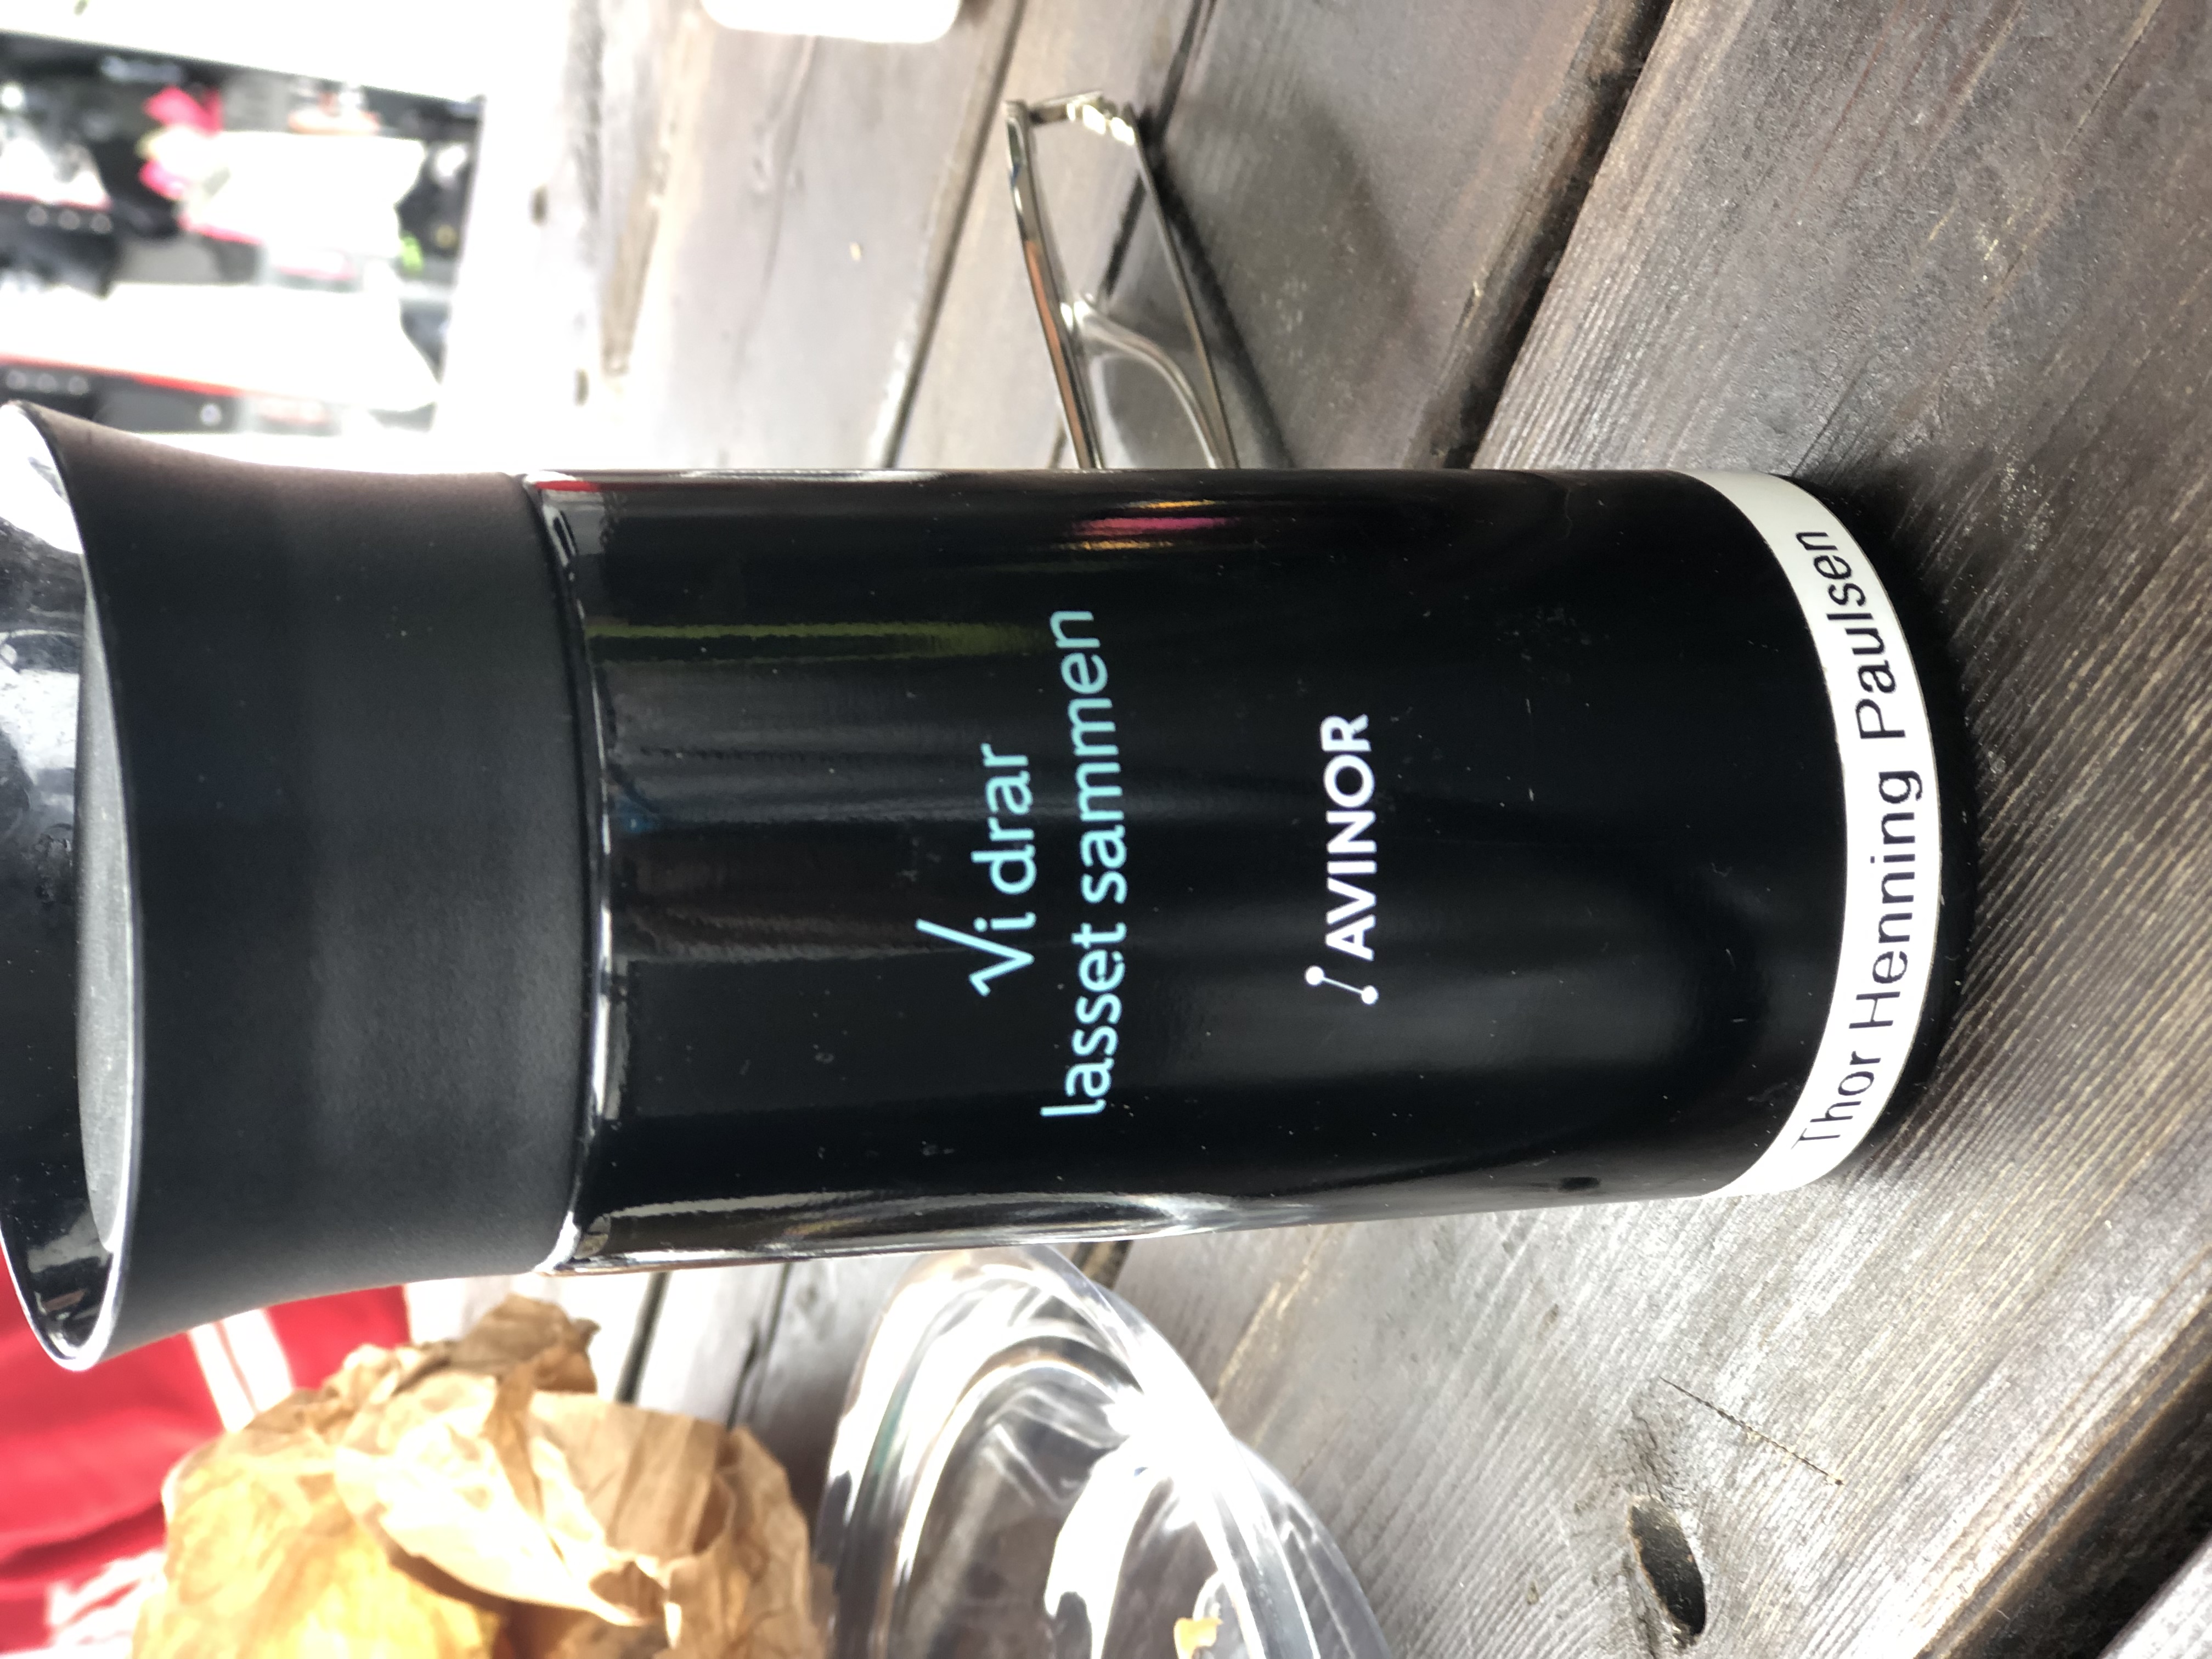 Vi drar
lasset sammen
AVINOR
Thor Henning Paulsen